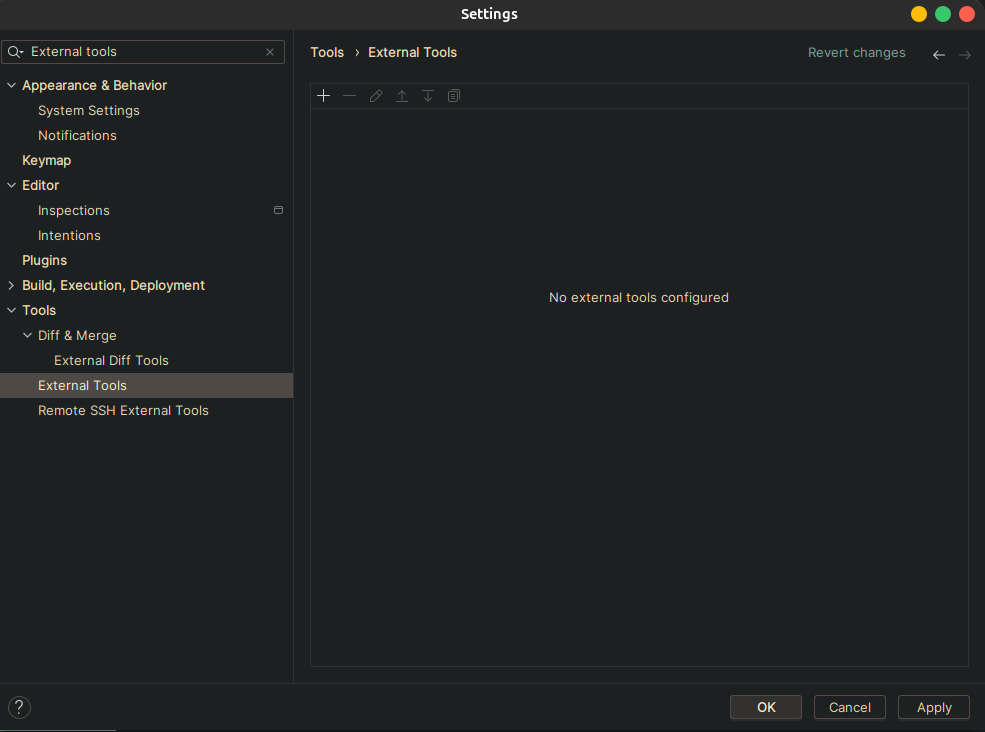 Settings
External tools
Appearance & Behavior
System Settings
Notifications
Keymap
Editor
Inspections
Intentions
Plugins
Build, Execution, Deployment
Tools
Diff & Merge
External Diff Tools
External Tools
Remote SSH External Tools
Tools › External Tools
Revert changes
No external tools configured
?
OK
Cancel
Apply